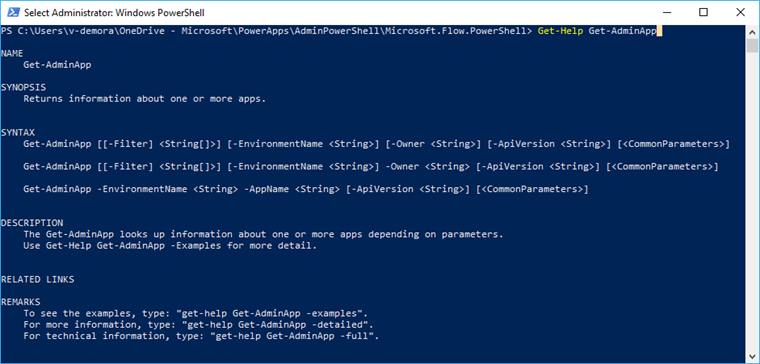 Select Administrator: Windows PowerShell
PS C:\Users\v-demora\OneDrive - Microsoft\PowerApps\AdminPowerShell\Microsoft.Flow.PowerShell> Get-Help Get-AdminApp
NAME
Get-AdminApp
SYNOPSIS
Returns information about one or more apps.
SYNTAX
Get-AdminApp [[-Filter] <String[]>] [-EnvironmentName <String>] [-Owner <String>] [-ApiVersion <String>] [<CommonParameters>]
Get-AdminApp [[-Filter] <String[]>] [-EnvironmentName <String>] -Owner <String> [-ApiVersion <String>] [<CommonParameters>]
Get-AdminApp -EnvironmentName <String> -AppName <String> [-ApiVersion <String>] [<CommonParameters>]
DESCRIPTION
The Get-AdminApp looks up information about one or more apps depending on parameters.
Use Get-Help Get-AdminApp -Examples for more detail.
RELATED LINKS
REMARKS
To see the examples, type: "get-help Get-AdminApp -examples".
For more information, type: "get-help Get-AdminApp -detailed".
For technical information, type: "get-help Get-AdminApp -full".